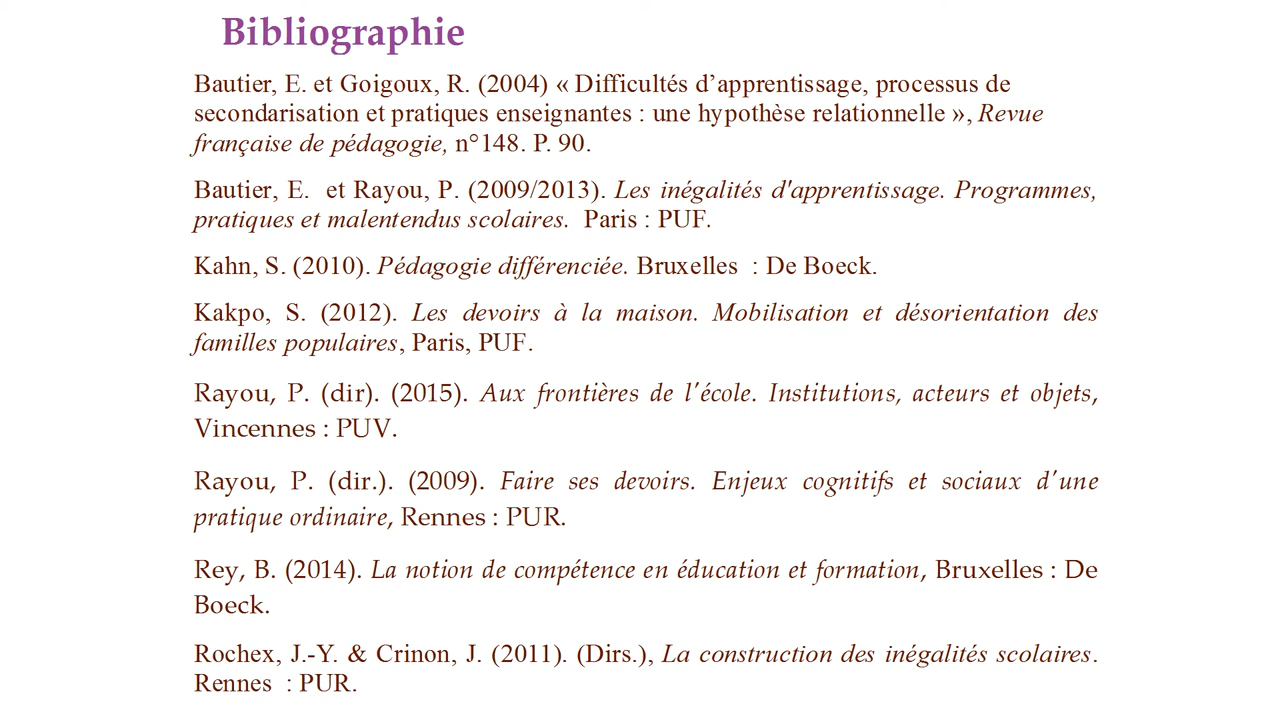 Bibliographie
Bautier, E. et Goigoux, R. (2004) « Difficultés d’apprentissage, processus de
secondarisation et pratiques enseignantes : une hypothèse relationnelle », Revue
française de pédagogie, n°148. P. 90.
Bautier, E.  et Rayou, P. (2009/2013). Les inégalités d'apprentissage. Programmes,
pratiques et malentendus scolaires.  Paris : PUF.
Kahn, S. (2010). Pédagogie différenciée. Bruxelles  : De Boeck.
Kakpo, S. (2012). Les devoirs à la maison. Mobilisation et désorientation des
familles populaires, Paris, PUF.
Rayou, P. (dir). (2015). Aux frontières de l’école. Institutions, acteurs et objets,
Vincennes : PUV.
Rayou, P. (dir.). (2009). Faire ses devoirs. Enjeux cognitifs et sociaux d’une
pratique ordinaire, Rennes : PUR.
Rey, B. (2014). La notion de compétence en éducation et formation, Bruxelles : De
Boeck.
Rochex, J.-Y. & Crinon, J. (2011). (Dirs.), La construction des inégalités scolaires.
Rennes  : PUR.